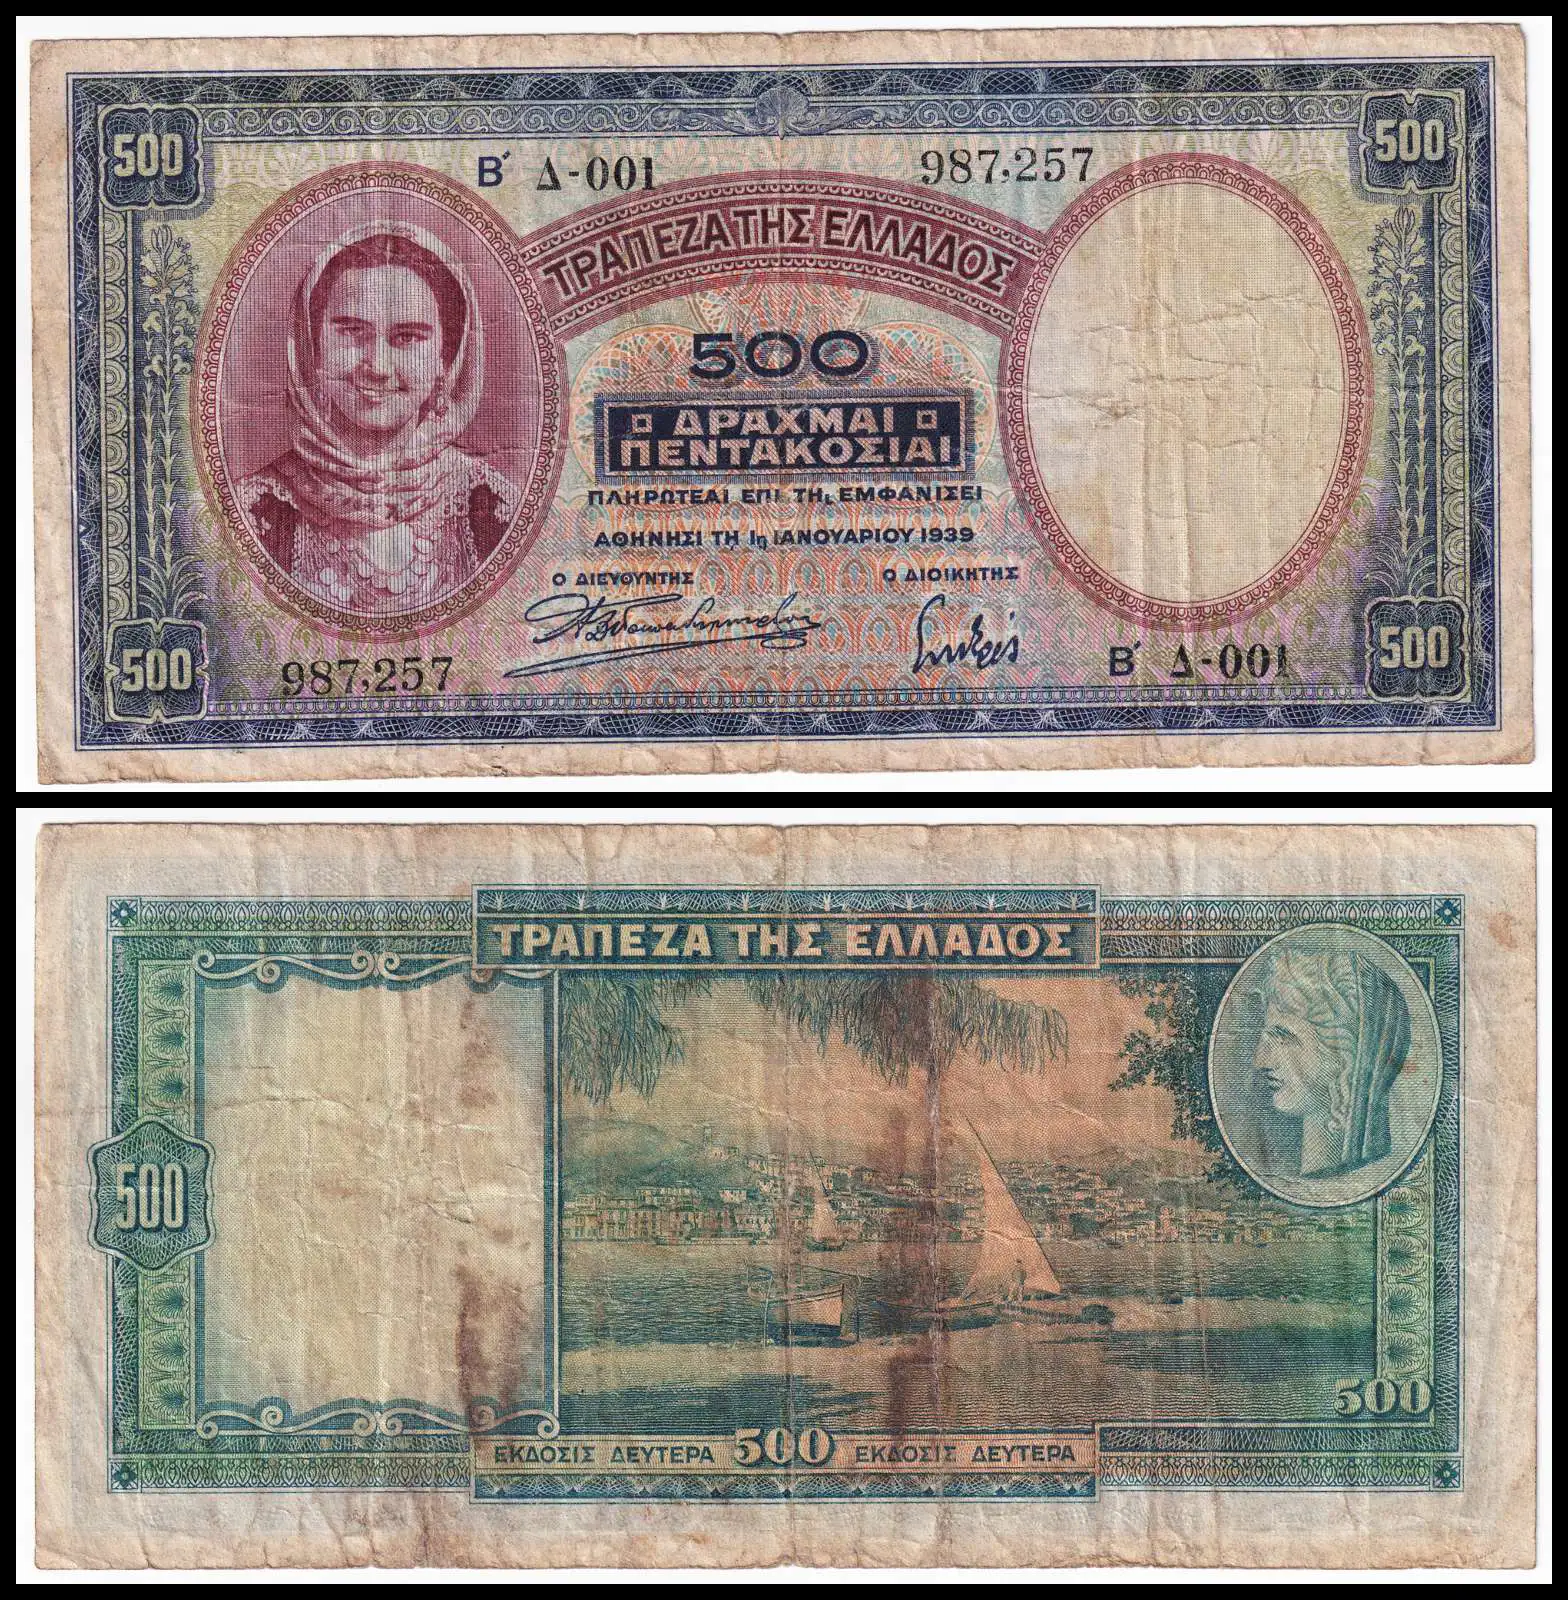 500
500
Β΄ Δ-001
987,257
ΤΡΑΠΕΖΑ ΤΗΣ ΕΛΛΑΔΟΣ
500
ΔΡΑΧΜΑΙ
ΠΕΝΤΑΚΟΣΙΑΙ
ΠΛΗΡΩΤΕΑΙ ΕΠΙ ΤΗι ΕΜΦΑΝΙΣΕΙ
ΑΘΗΝΗΣΙ ΤΗ 1η ΙΑΝΟΥΑΡΙΟΥ 1939
Ο ΔΙΕΥΘΥΝΤΗΣ
Ο ΔΙΟΙΚΗΤΗΣ
500
987,257
Β΄ Δ-001
500
ΤΡΑΠΕΖΑ ΤΗΣ ΕΛΛΑΔΟΣ
500
500
ΕΚΔΟΣΙΣ ΔΕΥΤΕΡΑ 500 ΕΚΔΟΣΙΣ ΔΕΥΤΕΡΑ